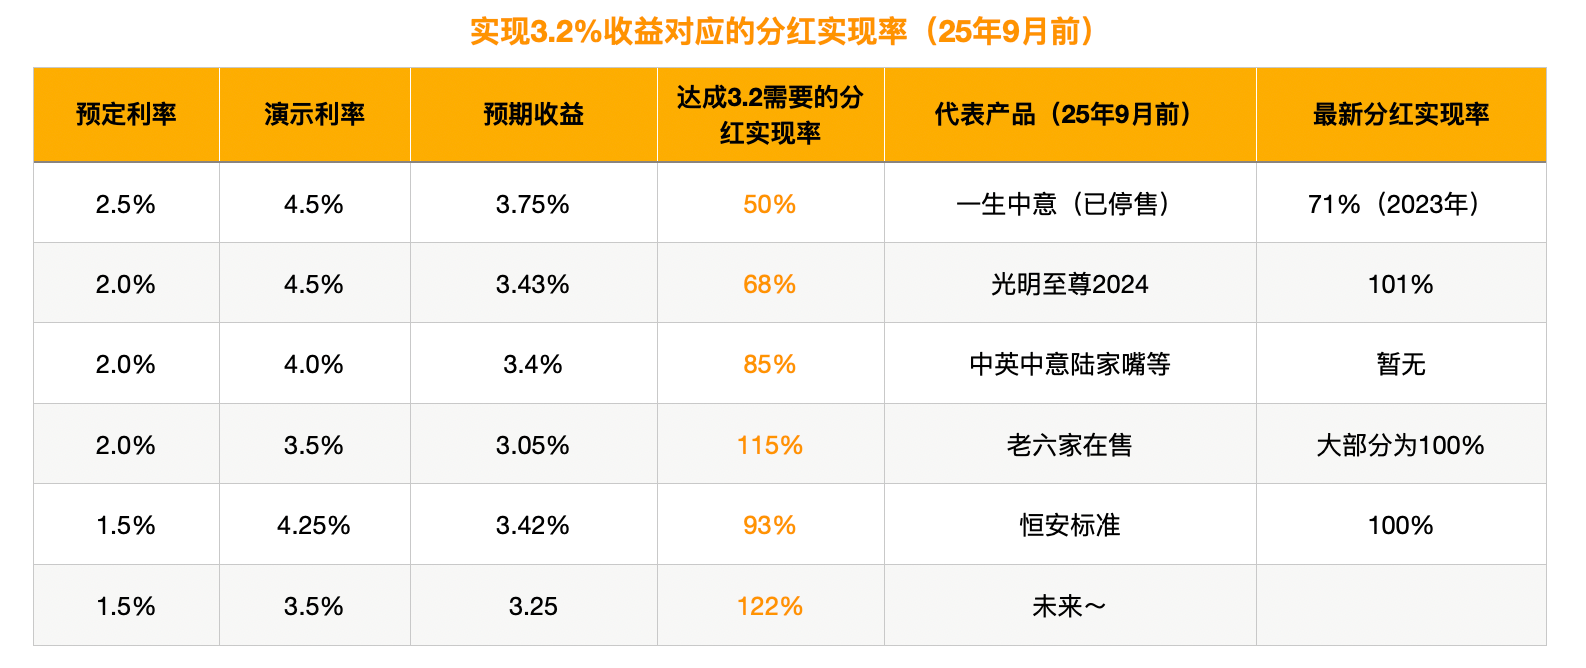 实现3.2%收益对应的分红实现率（25年9月前）
预定利率 演示利率 预期收益 达成3.2需要的分红实现率 代表产品（25年9月前） 最新分红实现率
2.5% 4.5% 3.75% 50% 一生中意（已停售） 71%（2023年）
2.0% 4.5% 3.43% 68% 光明至尊2024 101%
2.0% 4.0% 3.4% 85% 中英中意陆家嘴等 暂无
2.0% 3.5% 3.05% 115% 老六家在售 大部分为100%
1.5% 4.25% 3.42% 93% 恒安标准 100%
1.5% 3.5% 3.25 122% 未来～